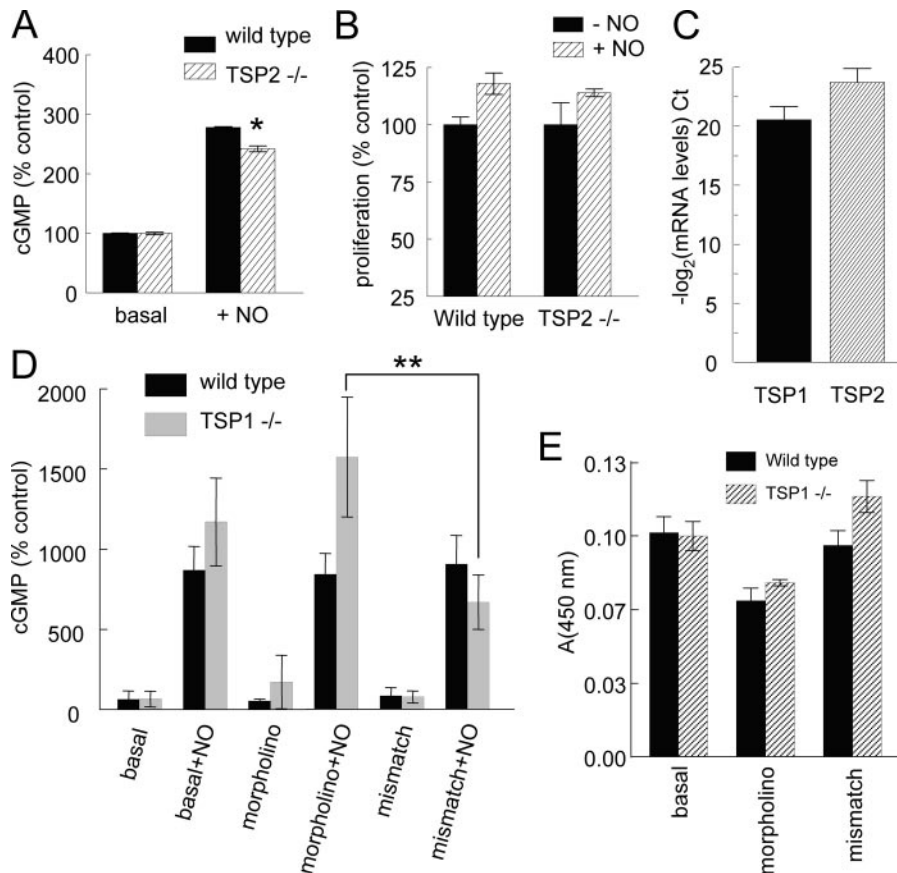 A
wild type
TSP2 -/-
cGMP (% control)
400
300
200
100
0
*
basal
+ NO
B
- NO
+ NO
proliferation (% control)
125
100
75
50
25
Wild type
TSP2 -/-
C
-log2(mRNA levels) Ct
25
20
15
10
5
0
TSP1
TSP2
D
wild type
TSP1 -/-
cGMP (% control)
2000
1500
1000
500
0
**
basal
basal+NO
morpholino
morpholino+NO
mismatch
mismatch+NO
E
Wild type
TSP1 -/-
A(450 nm)
0.13
0.10
0.07
0.03
0.00
basal
morpholino
mismatch